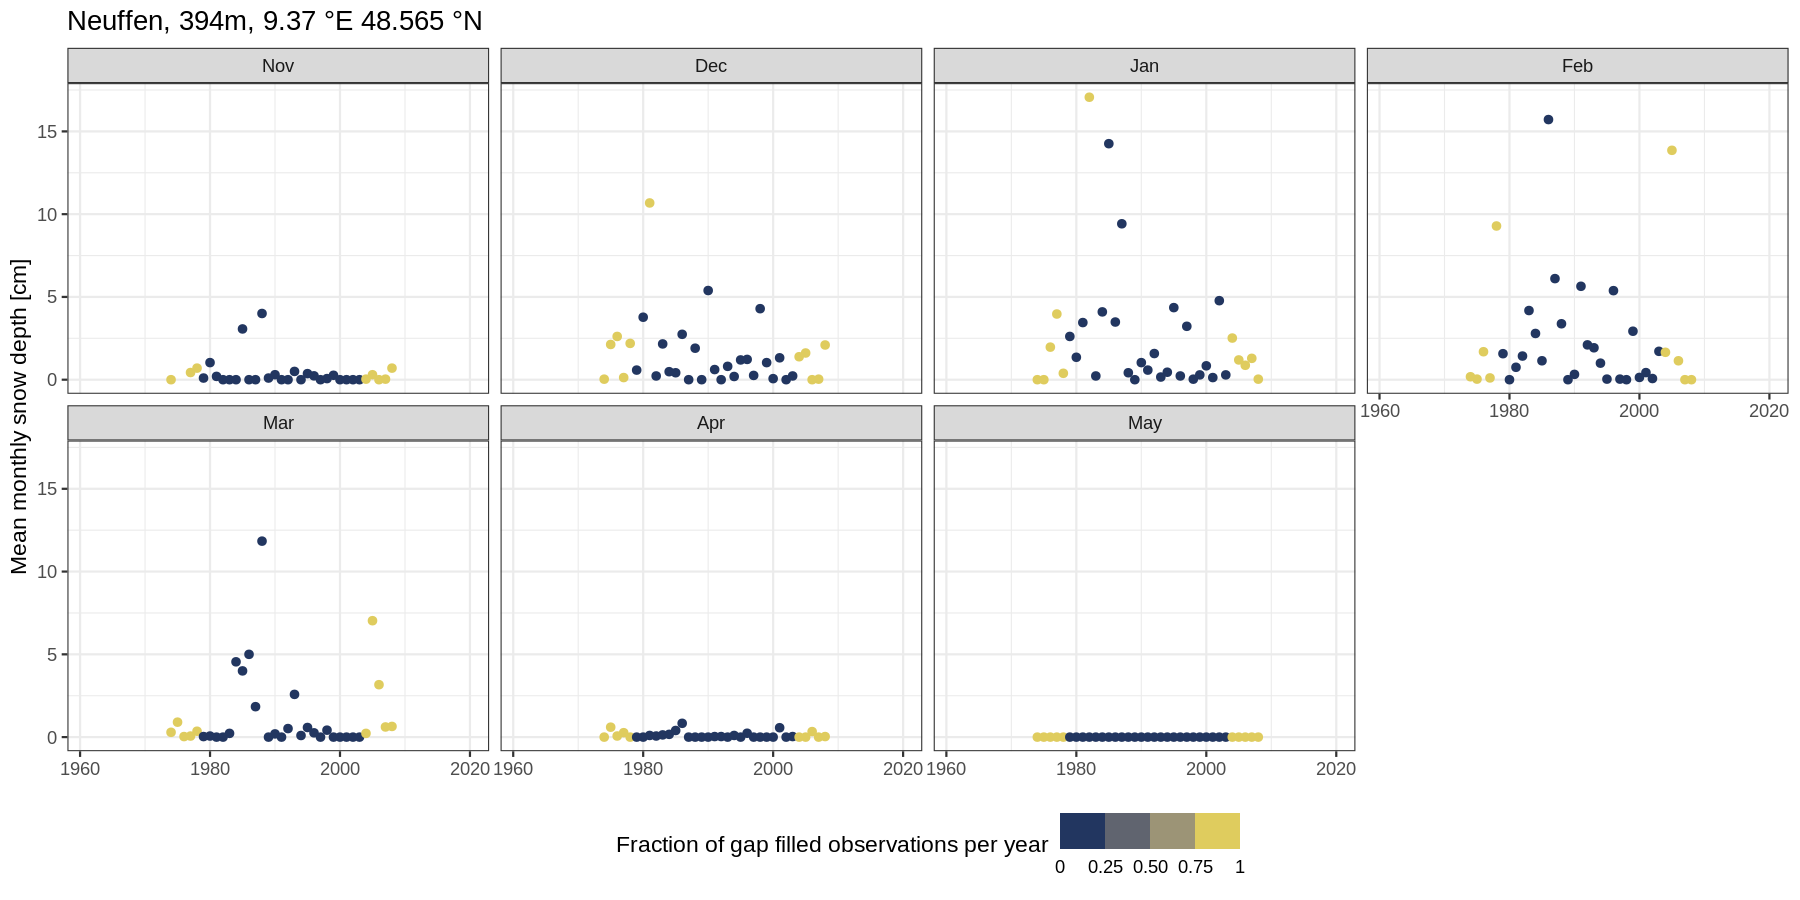 Neuffen, 394m, 9.37 °E 48.565 °N
Nov
Dec
Jan
Feb
15
10
5
0
Mean monthly snow depth [cm]
1960
1980
2000
2020
Mar
Apr
May
15
10
5
0
1960
1980
2000
2020
1960
1980
2000
2020
1960
1980
2000
2020
Fraction of gap filled observations per year
0
0.25
0.50
0.75
1